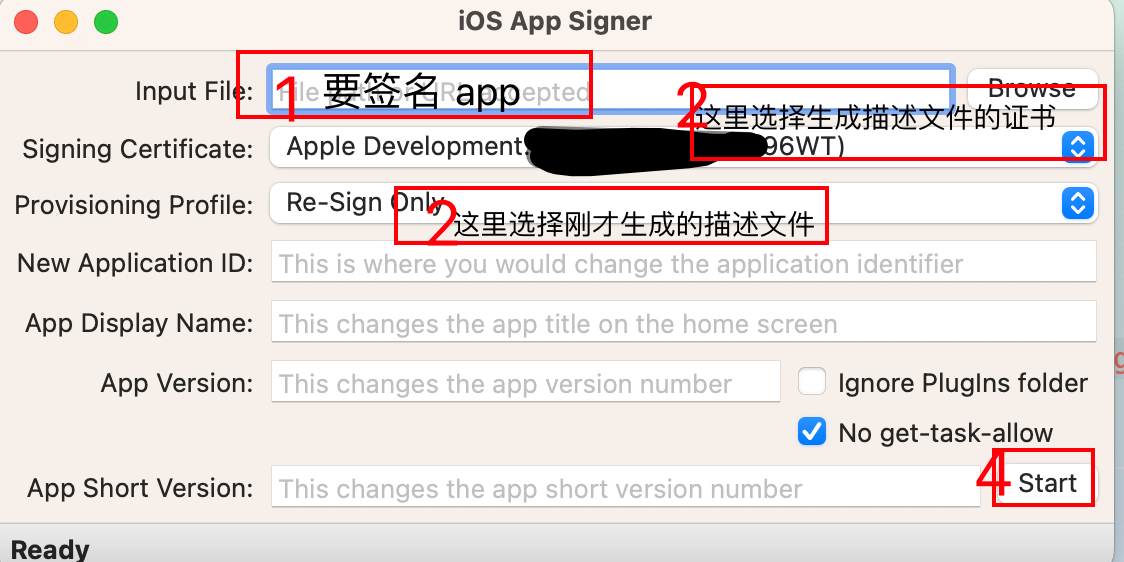 iOS App Signer
Input File: 1 要签名 app Browse
2 这里选择生成描述文件的证书
Signing Certificate: Apple Development: 96WT)
Provisioning Profile: Re-Sign Only
2 这里选择刚才生成的描述文件
New Application ID: This is where you would change the application identifier
App Display Name: This changes the app title on the home screen
App Version: This changes the app version number Ignore PlugIns folder
No get-task-allow
App Short Version: This changes the app short version number 4 Start
Ready